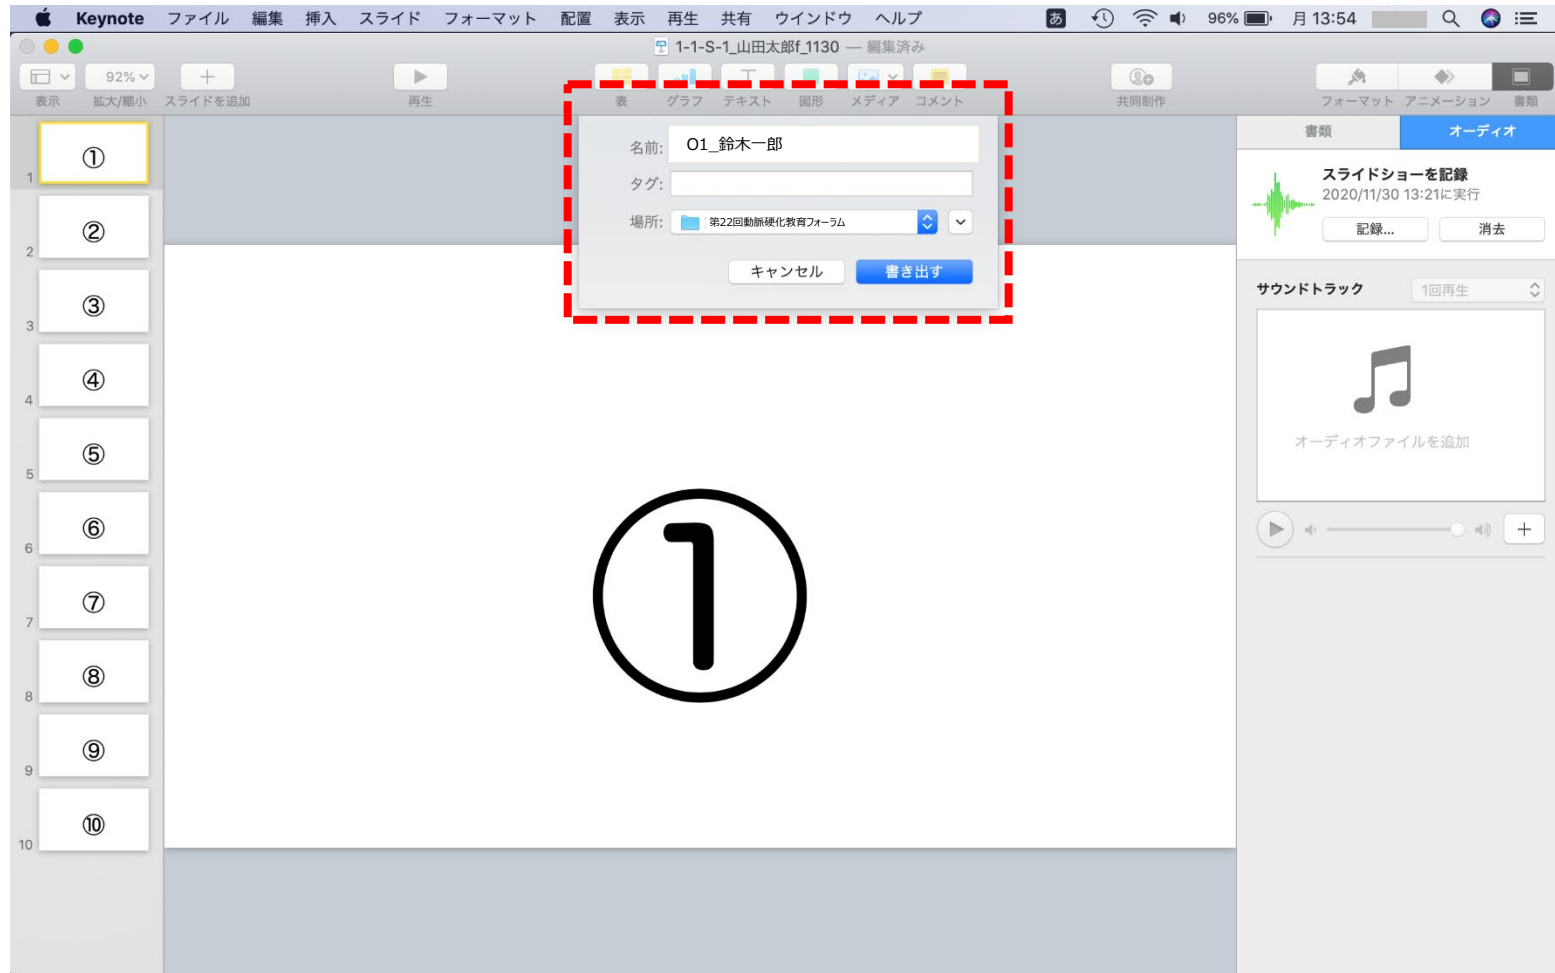 Keynote ファイル 編集 挿入 スライド フォーマット 配置 表示 再生 共有 ウインドウ ヘルプ あ 96% 月 13:54
1-1-S-1_山田太郎f_1130 — 編集済み
92%
表示 拡大/縮小 スライドを追加 再生 表 グラフ テキスト 図形 メディア コメント 共同制作 フォーマット アニメーション 書類
名前: O1_鈴木一郎
タグ:
場所: 第22回動脈硬化教育フォーラム
キャンセル 書き出す
① 1
② 2
③ 3
④ 4
⑤ 5
⑥ 6
⑦ 7
⑧ 8
⑨ 9
⑩ 10
①
書類 オーディオ
スライドショーを記録
2020/11/30 13:21に実行
記録... 消去
サウンドトラック 1回再生
オーディオファイルを追加